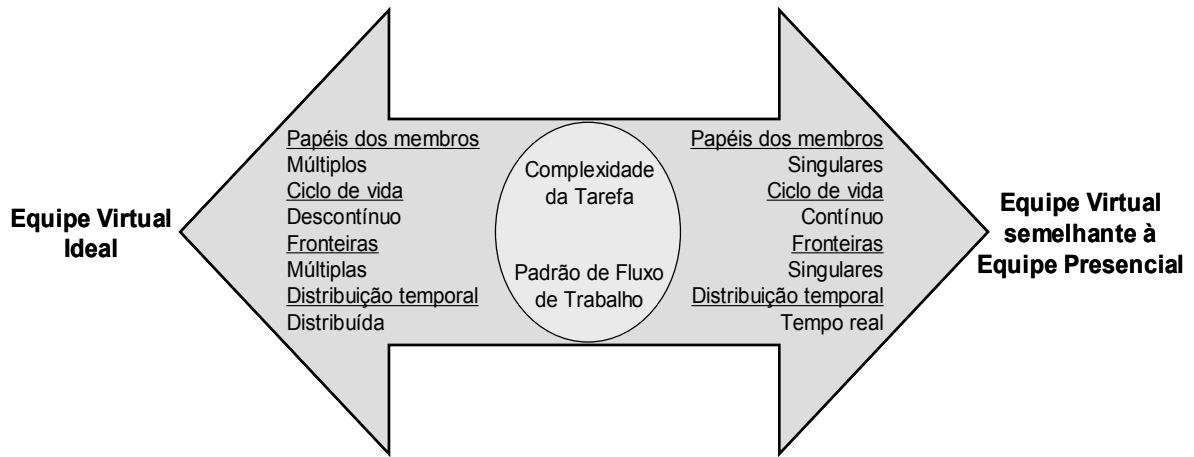 Equipe Virtual
Ideal
Papéis dos membros
Múltiplos
Ciclo de vida
Descontínuo
Fronteiras
Múltiplas
Distribuição temporal
Distribuída
Complexidade
da Tarefa
Padrão de Fluxo
de Trabalho
Papéis dos membros
Singulares
Ciclo de vida
Contínuo
Fronteiras
Singulares
Distribuição temporal
Tempo real
Equipe Virtual
semelhante à
Equipe Presencial